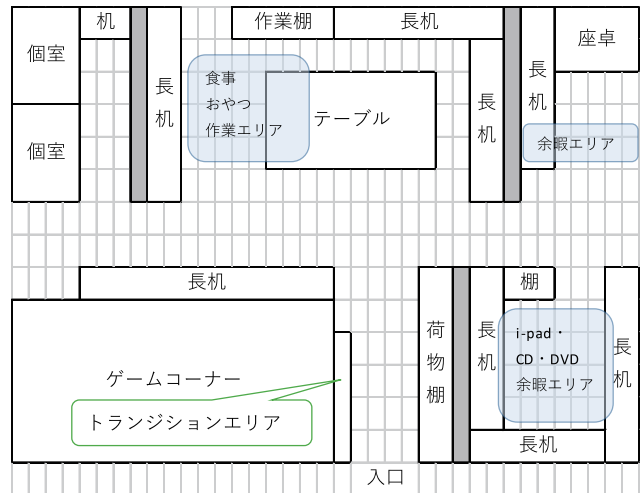 机
作業棚
長机
座卓
個室
長机
食事
おやつ
作業エリア
テーブル
長机
長机
余暇エリア
個室
長机
棚
荷物棚
長机
i-pad・
CD・DVD
余暇エリア
長机
ゲームコーナー
トランジションエリア
長机
入口